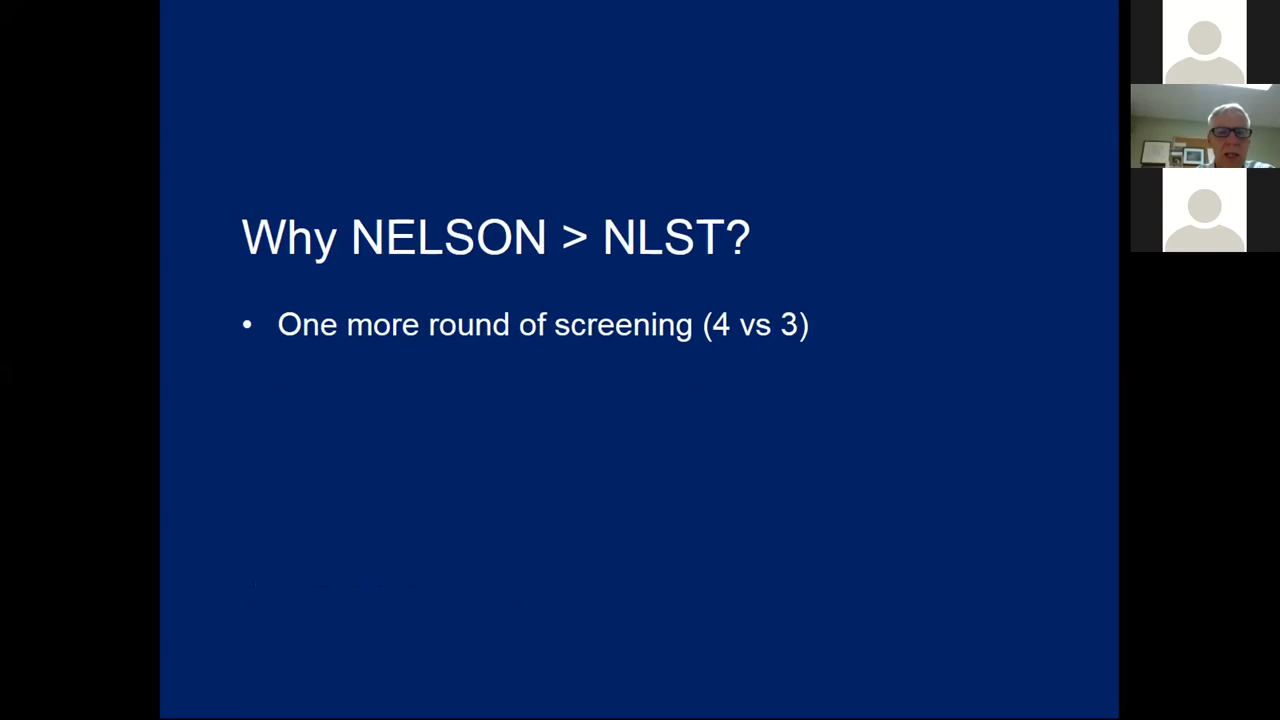 Why NELSON > NLST?
• One more round of screening (4 vs 3)